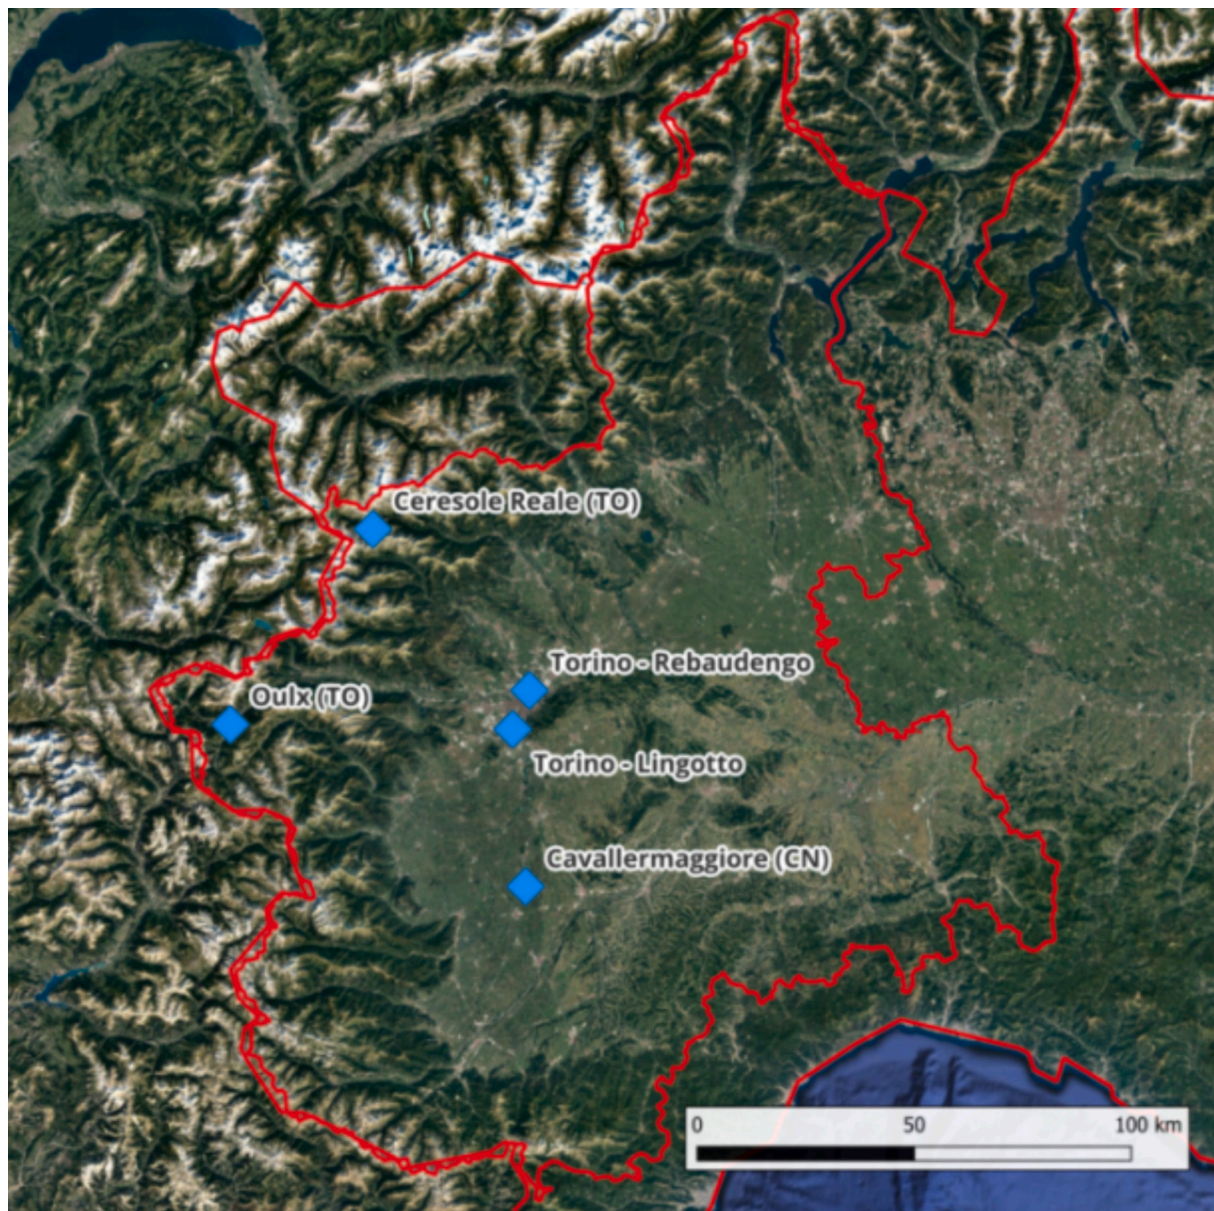 Ceresole Reale (TO)
Torino - Rebaudengo
Oulx (TO)
Torino - Lingotto
Cavallermaggiore (CN)
0 50 100 km